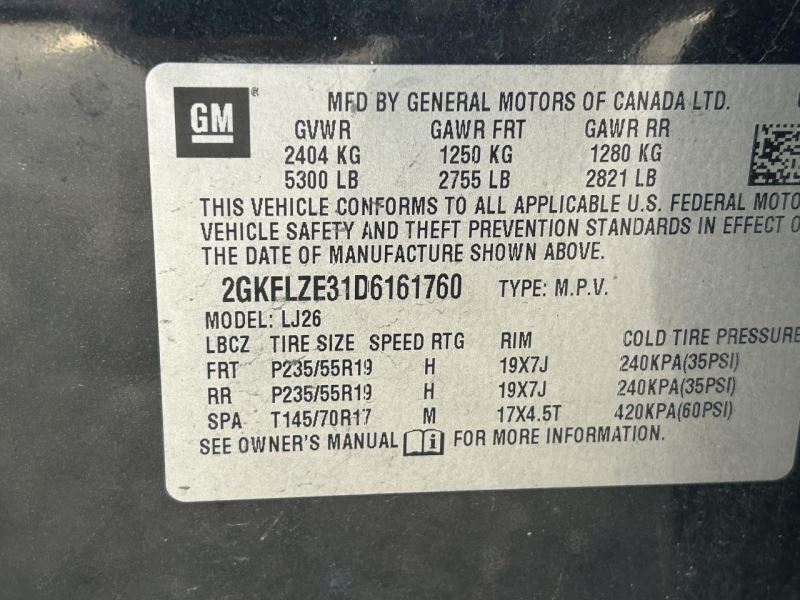 GM®
MFD BY GENERAL MOTORS OF CANADA LTD.
GVWR GAWR FRT GAWR RR
2404 KG 1250 KG 1280 KG
5300 LB 2755 LB 2821 LB
THIS VEHICLE CONFORMS TO ALL APPLICABLE U.S. FEDERAL MOTO
VEHICLE SAFETY AND THEFT PREVENTION STANDARDS IN EFFECT O
THE DATE OF MANUFACTURE SHOWN ABOVE.
2GKFLZE31D6161760 TYPE: M.P.V.
MODEL: LJ26
LBCZ TIRE SIZE SPEED RTG RIM COLD TIRE PRESSURE
FRT P235/55R19 H 19X7J 240KPA(35PSI)
RR P235/55R19 H 19X7J 240KPA(35PSI)
SPA T145/70R17 M 17X4.5T 420KPA(60PSI)
SEE OWNER'S MANUAL FOR MORE INFORMATION.